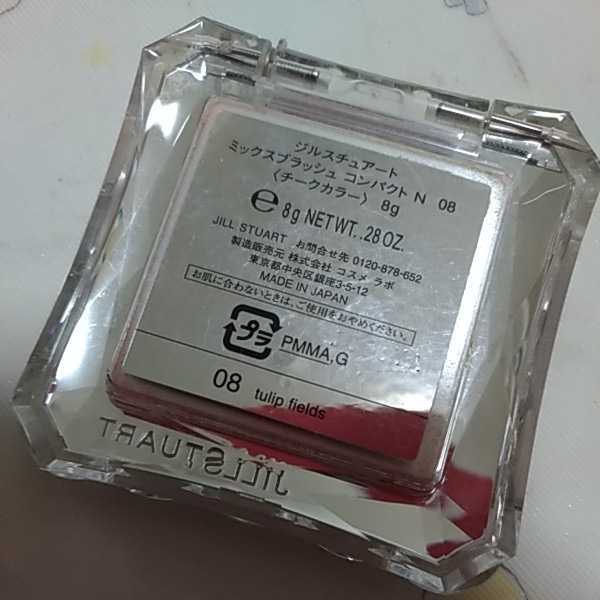 ジルスチュアート
ミックスブラッシュ コンパクト N 08
〈チークカラー〉 8g
e 8g NETWT. .28 OZ.
JILL STUART お問合せ先 0120-878-652
製造販売元 株式会社 コスメ ラボ
東京都中央区銀座3-5-12
MADE IN JAPAN
お肌に合わないときは、ご使用をおやめください。
プラ PMMA,G
08 tulip fields
JILLSTUART